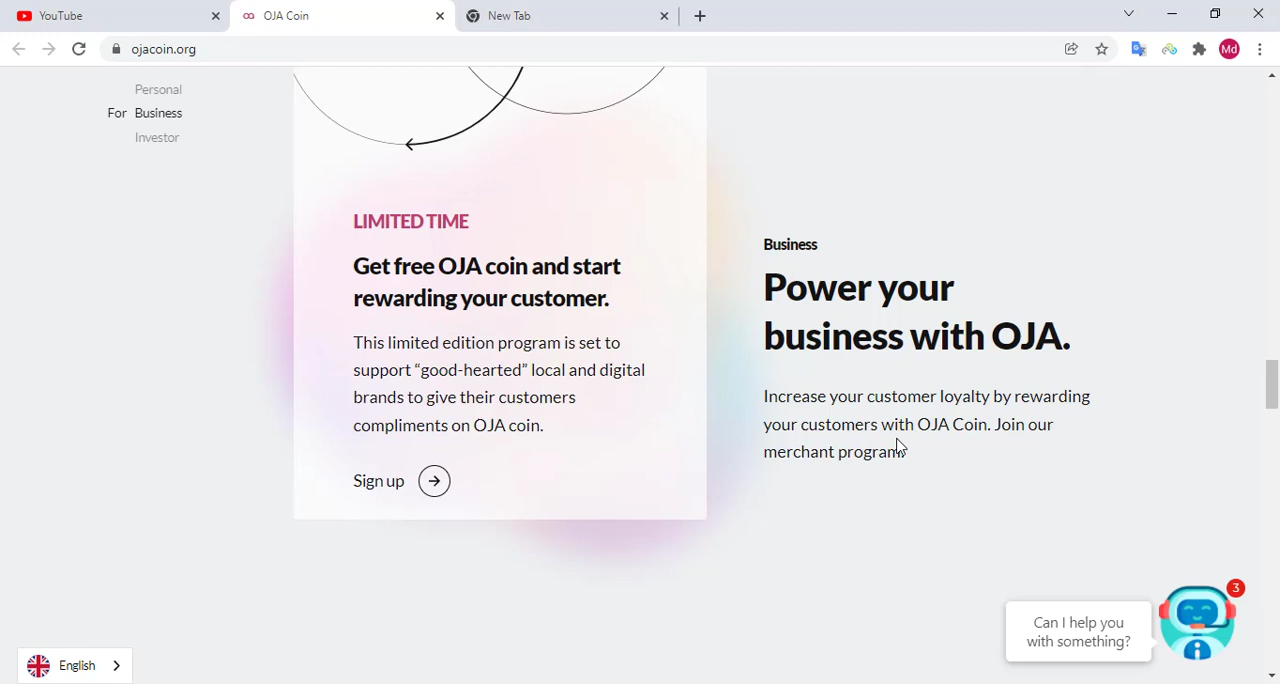 YouTube
OJA Coin
New Tab
ojacoin.org
Md
Personal
For Business
Investor
LIMITED TIME
Get free OJA coin and start
rewarding your customer.
This limited edition program is set to
support “good-hearted” local and digital
brands to give their customers
compliments on OJA coin.
Sign up
Business
Power your
business with OJA.
Increase your customer loyalty by rewarding
your customers with OJA Coin. Join our
merchant program.
3
Can I help you
with something?
English